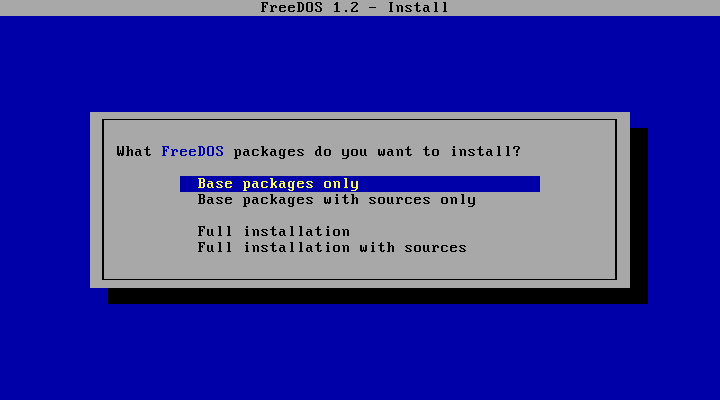 FreeDOS 1.2 - Install
What FreeDOS packages do you want to install?
Base packages only
Base packages with sources only
Full installation
Full installation with sources